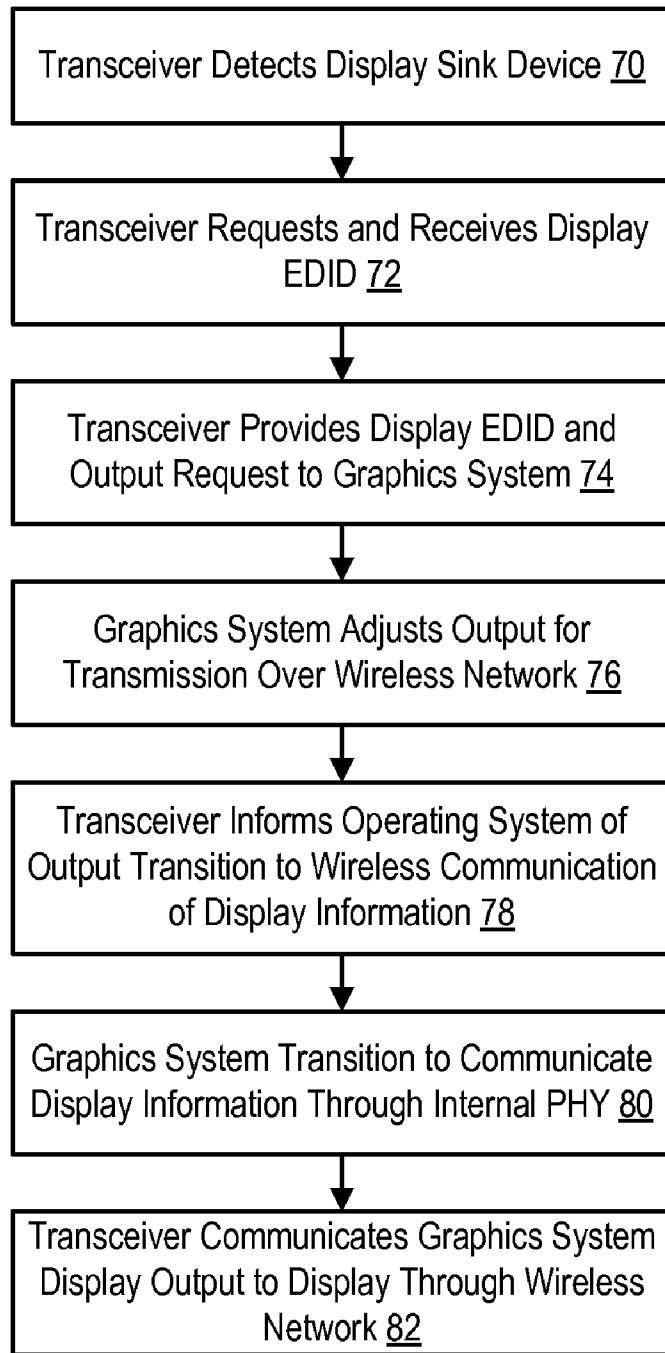 Transceiver Detects Display Sink Device 70
Transceiver Requests and Receives Display
EDID 72
Transceiver Provides Display EDID and
Output Request to Graphics System 74
Graphics System Adjusts Output for
Transmission Over Wireless Network 76
Transceiver Informs Operating System of
Output Transition to Wireless Communication
of Display Information 78
Graphics System Transition to Communicate
Display Information Through Internal PHY 80
Transceiver Communicates Graphics System
Display Output to Display Through Wireless
Network 82